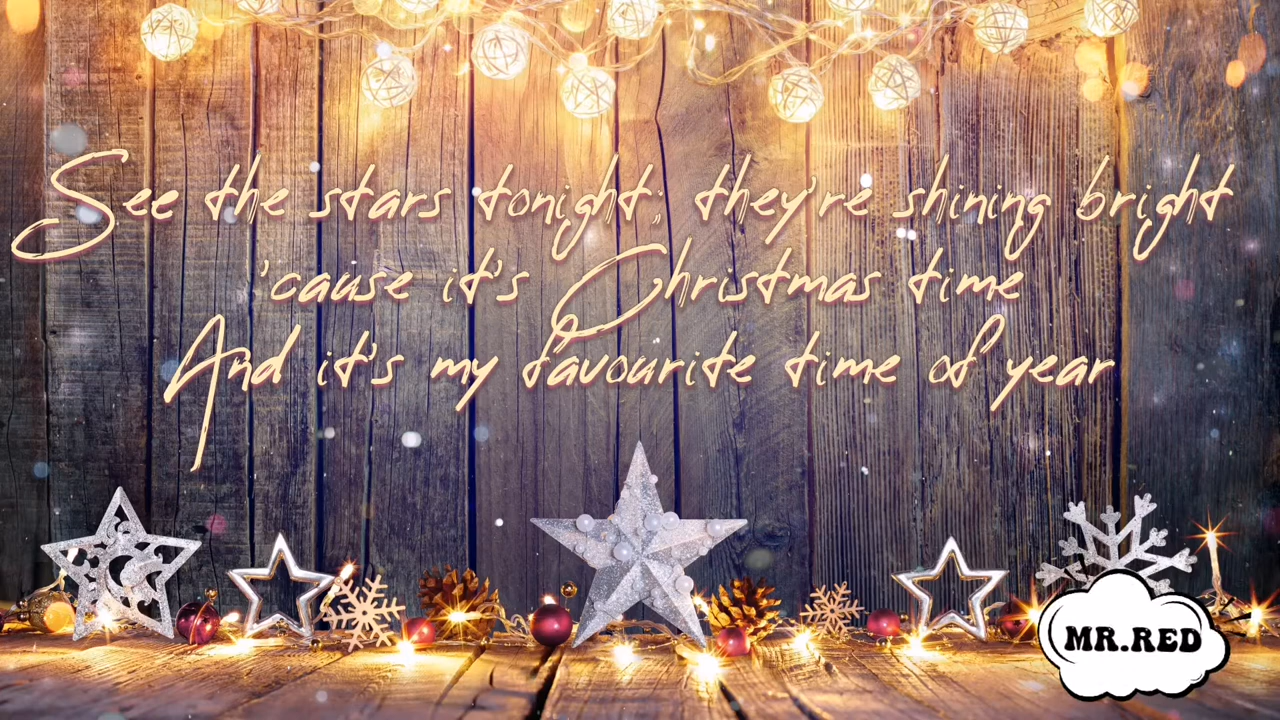 See the stars tonight; they're shining bright
'cause it's Christmas time
And it's my favourite time of year
MR.RED